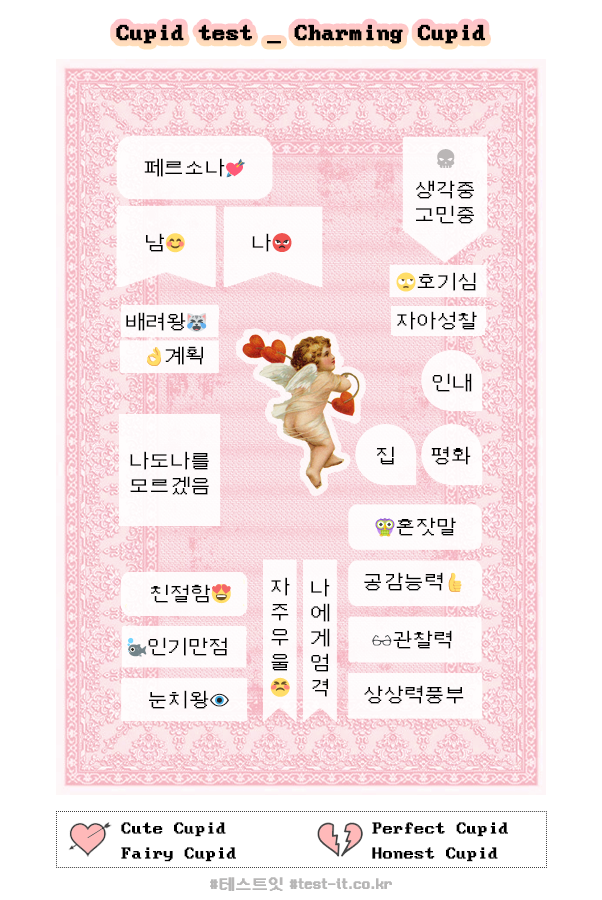 Cupid test _ Charming Cupid
페르소나
생각중
고민중
남
나
호기심
배려왕
자아성찰
계획
인내
나도나를
모르겠음
집
평화
혼잣말
친절함
자주우울
나에게엄격
공감능력
인기만점
관찰력
눈치왕
상상력풍부
Cute Cupid
Fairy Cupid
Perfect Cupid
Honest Cupid
#테스트잇 #test-it.co.kr